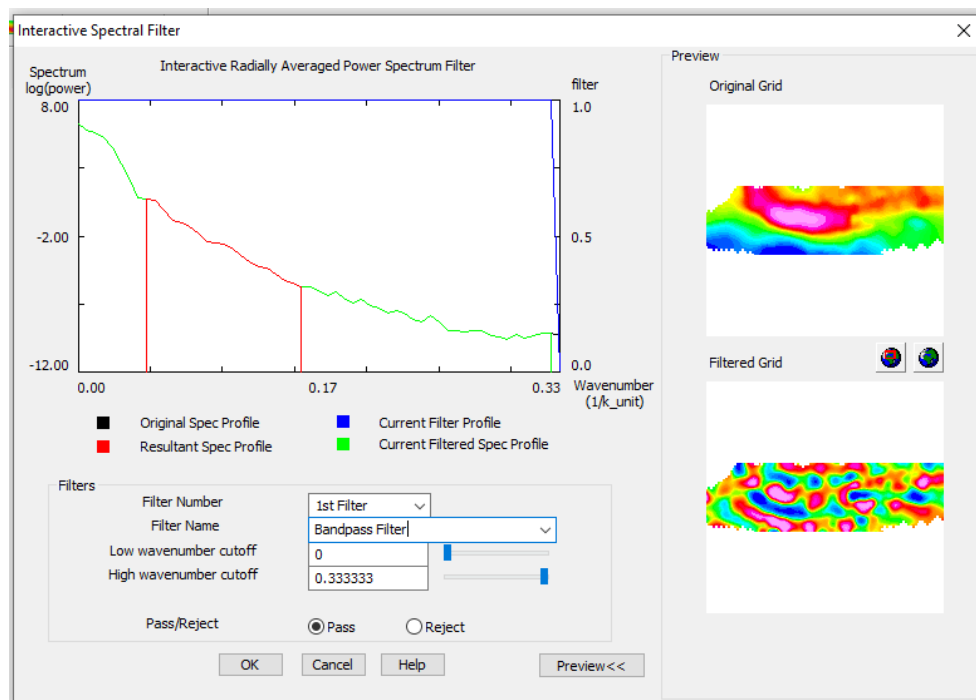 Interactive Spectral Filter
Interactive Radially Averaged Power Spectrum Filter
Spectrum
log(power)
filter
8.00
-2.00
-12.00
1.0
0.5
0.0
0.00
0.17
0.33
Wavenumber
(1/k_unit)
Original Spec Profile
Current Filter Profile
Resultant Spec Profile
Current Filtered Spec Profile
Filters
Filter Number
1st Filter
Filter Name
Bandpass Filter
Low wavenumber cutoff
0
High wavenumber cutoff
0.333333
Pass/Reject
Pass
Reject
OK
Cancel
Help
Preview<<
Preview
Original Grid
Filtered Grid